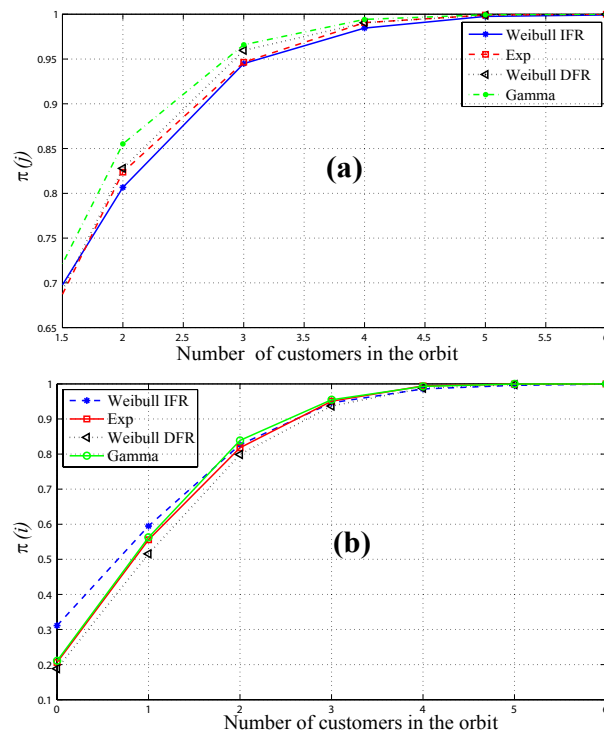 1
0.95
0.9
0.85
0.8
0.75
0.7
0.65
π(j)
Weibull IFR
Exp
Weibull DFR
Gamma
(a)
1.5 2 2.5 3 3.5 4 4.5 5 5.5 6
Number of customers in the orbit
1
0.9
0.8
0.7
0.6
0.5
0.4
0.3
0.2
0.1
π(i)
Weibull IFR
Exp
Weibull DFR
Gamma
(b)
0 1 2 3 4 5 6
Number of customers in the orbit